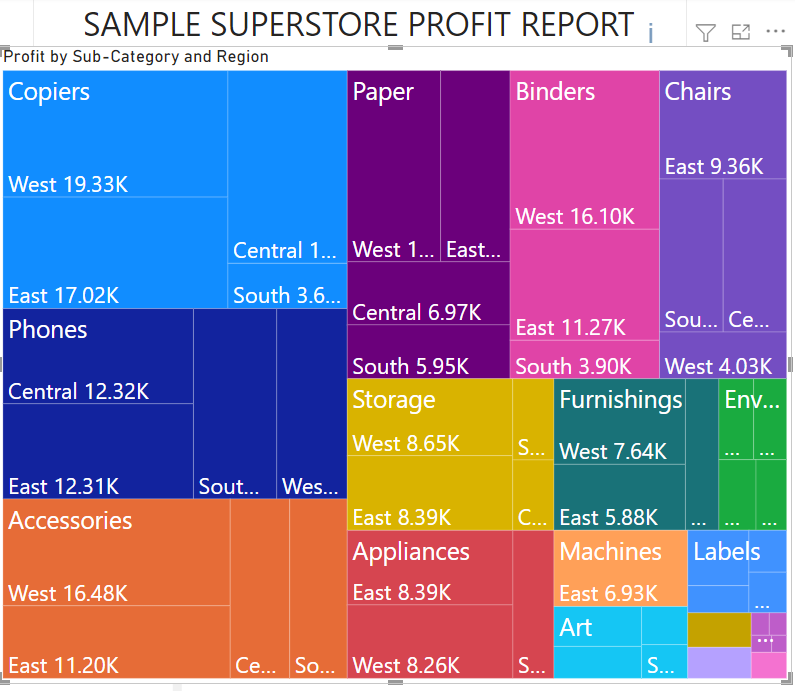 SAMPLE SUPERSTORE PROFIT REPORT i
Profit by Sub-Category and Region
Copiers
West 19.33K
East 17.02K
Central 1...
South 3.6...
Phones
Central 12.32K
East 12.31K
Sout...
Wes...
Accessories
West 16.48K
East 11.20K
Ce...
So...
Paper
West 1...
East...
Central 6.97K
South 5.95K
Binders
West 16.10K
East 11.27K
South 3.90K
Chairs
East 9.36K
Sou...
Ce...
West 4.03K
Storage
West 8.65K
East 8.39K
S...
C...
Appliances
East 8.39K
West 8.26K
S...
Furnishings
West 7.64K
East 5.88K
...
Env...
...
...
...
...
Machines
East 6.93K
Art
S...
Labels
...
...